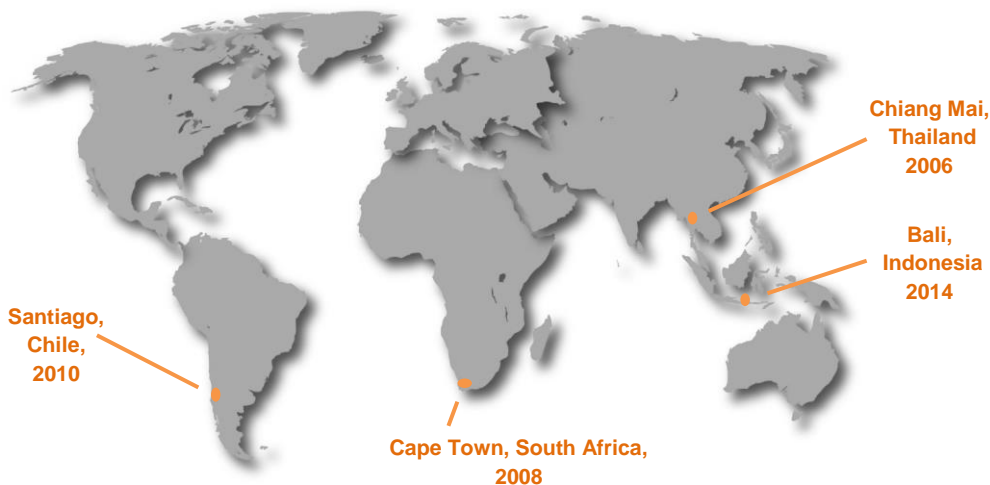 Chiang Mai,
Thailand
2006
Bali,
Indonesia
2014
Santiago,
Chile,
2010
Cape Town, South Africa,
2008